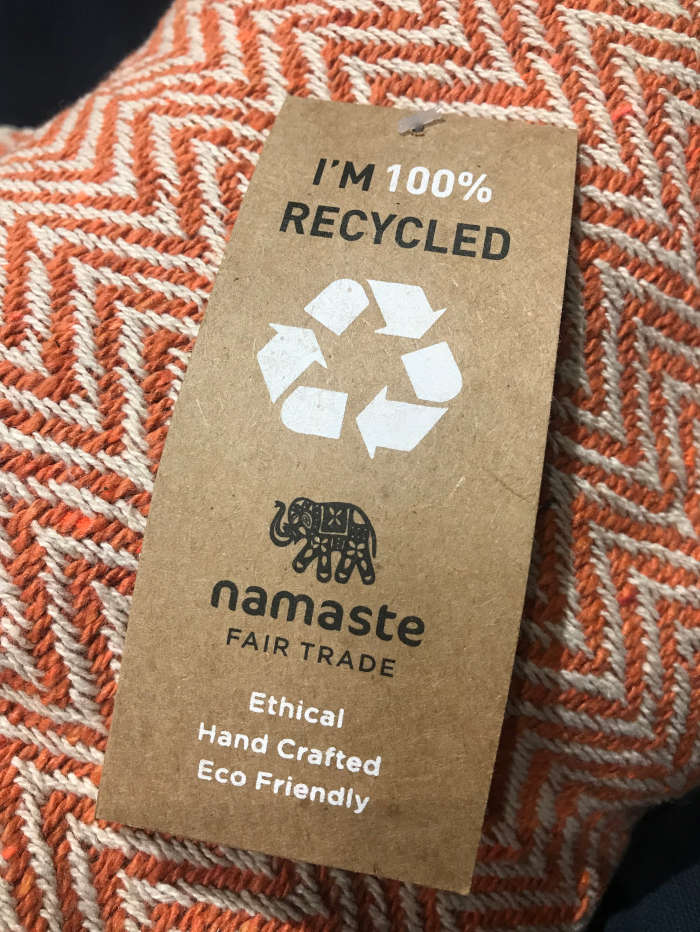 I'M 100%
RECYCLED
namaste
FAIR TRADE
Ethical
Hand Crafted
Eco Friendly